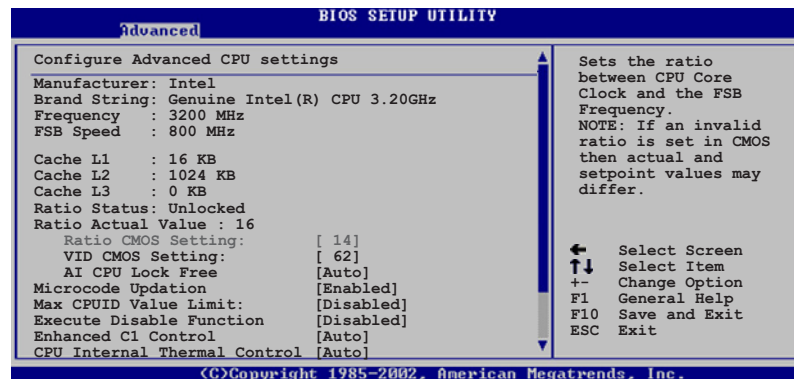 BIOS SETUP UTILITY
Advanced
Configure Advanced CPU settings
Manufacturer: Intel
Brand String: Genuine Intel(R) CPU 3.20GHz
Frequency : 3200 MHz
FSB Speed : 800 MHz
Cache L1 : 16 KB
Cache L2 : 1024 KB
Cache L3 : 0 KB
Ratio Status: Unlocked
Ratio Actual Value : 16
Ratio CMOS Setting: [ 14]
VID CMOS Setting: [ 62]
AI CPU Lock Free [Auto]
Microcode Updation [Enabled]
Max CPUID Value Limit: [Disabled]
Execute Disable Function [Disabled]
Enhanced C1 Control [Auto]
CPU Internal Thermal Control [Auto]
Sets the ratio
between CPU Core
Clock and the FSB
Frequency.
NOTE: If an invalid
ratio is set in CMOS
then actual and
setpoint values may
differ.
← Select Screen
↑↓ Select Item
+- Change Option
F1 General Help
F10 Save and Exit
ESC Exit
(C)Copyright 1985-2002, American Megatrends, Inc.